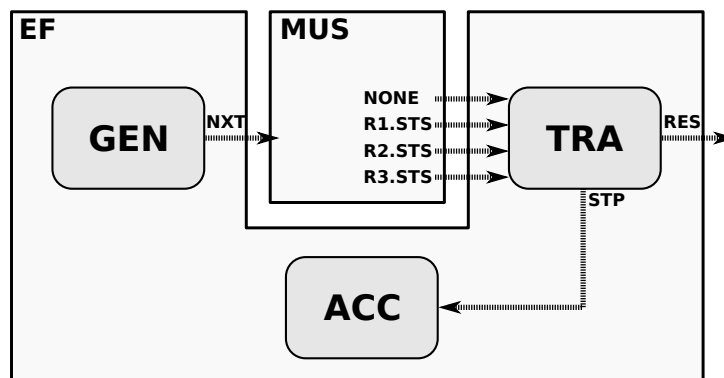 EF
MUS
GEN
NXT
NONE
R1.STS
R2.STS
R3.STS
TRA
RES
STP
ACC